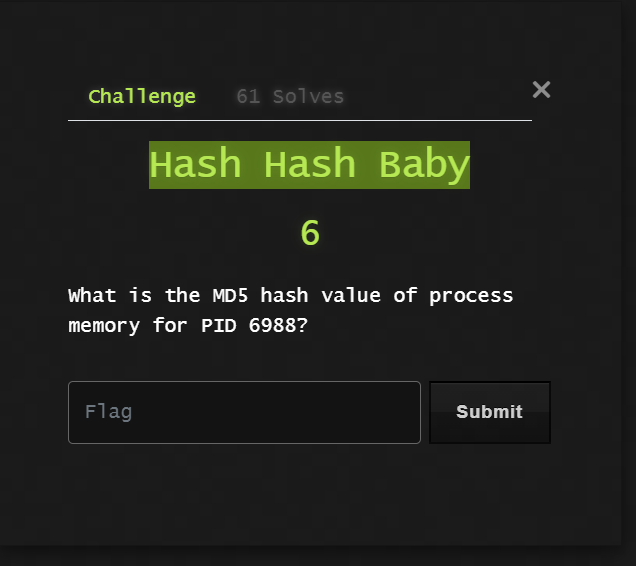 Challenge 61 Solves
Hash Hash Baby
6
What is the MD5 hash value of process
memory for PID 6988?
Flag Submit